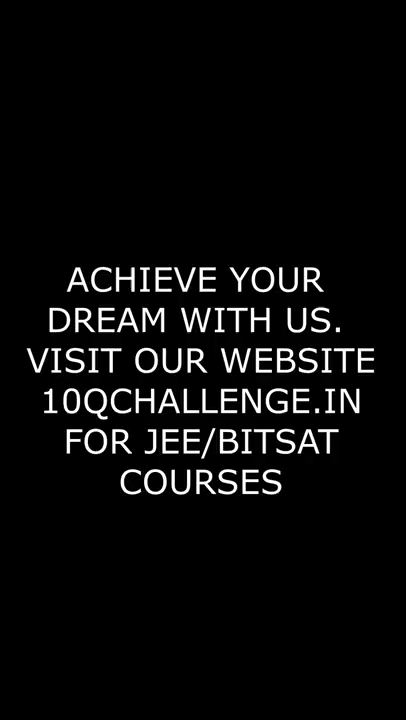 ACHIEVE YOUR
DREAM WITH US.
VISIT OUR WEBSITE
10QCHALLENGE.IN
FOR JEE/BITSAT
COURSES